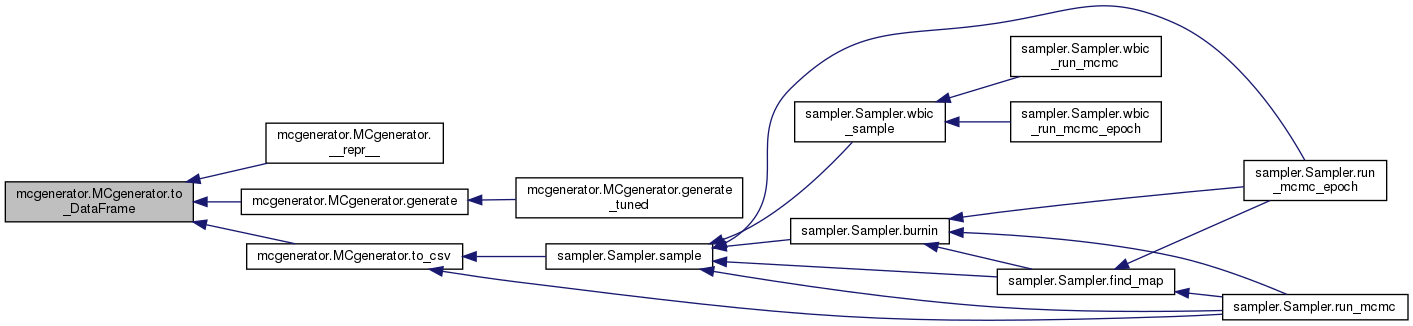 mcgenerator.MCgenerator.to
_DataFrame
mcgenerator.MCgenerator.
__repr__
mcgenerator.MCgenerator.generate
mcgenerator.MCgenerator.to_csv
mcgenerator.MCgenerator.generate
_tuned
sampler.Sampler.sample
sampler.Sampler.wbic
_sample
sampler.Sampler.burnin
sampler.Sampler.wbic
_run_mcmc
sampler.Sampler.wbic
_run_mcmc_epoch
sampler.Sampler.find_map
sampler.Sampler.run
_mcmc_epoch
sampler.Sampler.run_mcmc